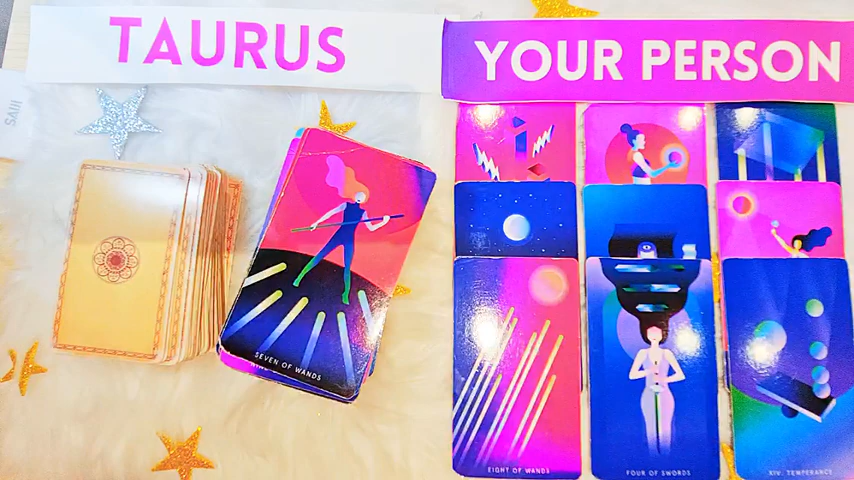 TAURUS
YOUR PERSON
SEVEN OF WANDS
EIGHT OF WANDS
FOUR OF SWORDS
XIV. TEMPERANCE